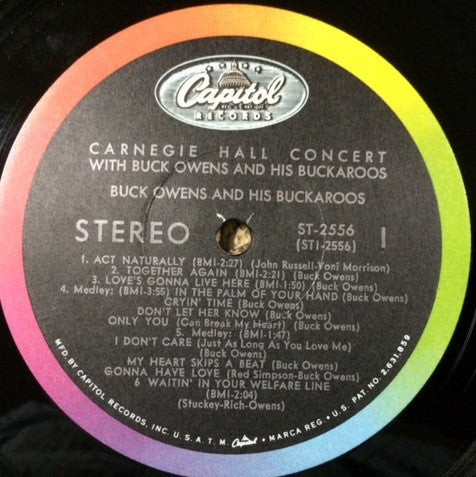 Capitol
RECORDS
CARNEGIE HALL CONCERT
WITH BUCK OWENS AND HIS BUCKAROOS
BUCK OWENS AND HIS BUCKAROOS
STEREO
ST-2556
(ST1-2556)
1
1. ACT NATURALLY (BMI-2:27) (John Russell-Voni Morrison)
2. TOGETHER AGAIN (BMI-2:21) (Buck Owens)
3. LOVE'S GONNA LIVE HERE (BMI-1:50) (Buck Owens)
4. Medley: (BMI-3:55) IN THE PALM OF YOUR HAND (Buck Owens)
CRYIN' TIME (Buck Owens)
DON'T LET HER KNOW (Buck Owens)
ONLY YOU (Can Break My Heart) (Buck Owens)
5. Medley: (BMI-1:47)
I DON'T CARE (Just As Long As You Love Me)
(Buck Owens)
MY HEART SKIPS A BEAT (Buck Owens)
GONNA HAVE LOVE (Red Simpson-Buck Owens)
6 WAITIN' IN YOUR WELFARE LINE
(BMI-2:04)
(Stuckey-Rich-Owens)
MFD. BY CAPITOL RECORDS, INC. U.S.A. T.M. Capitol MARCA REG. • U.S. PAT. NO. 2,631,859